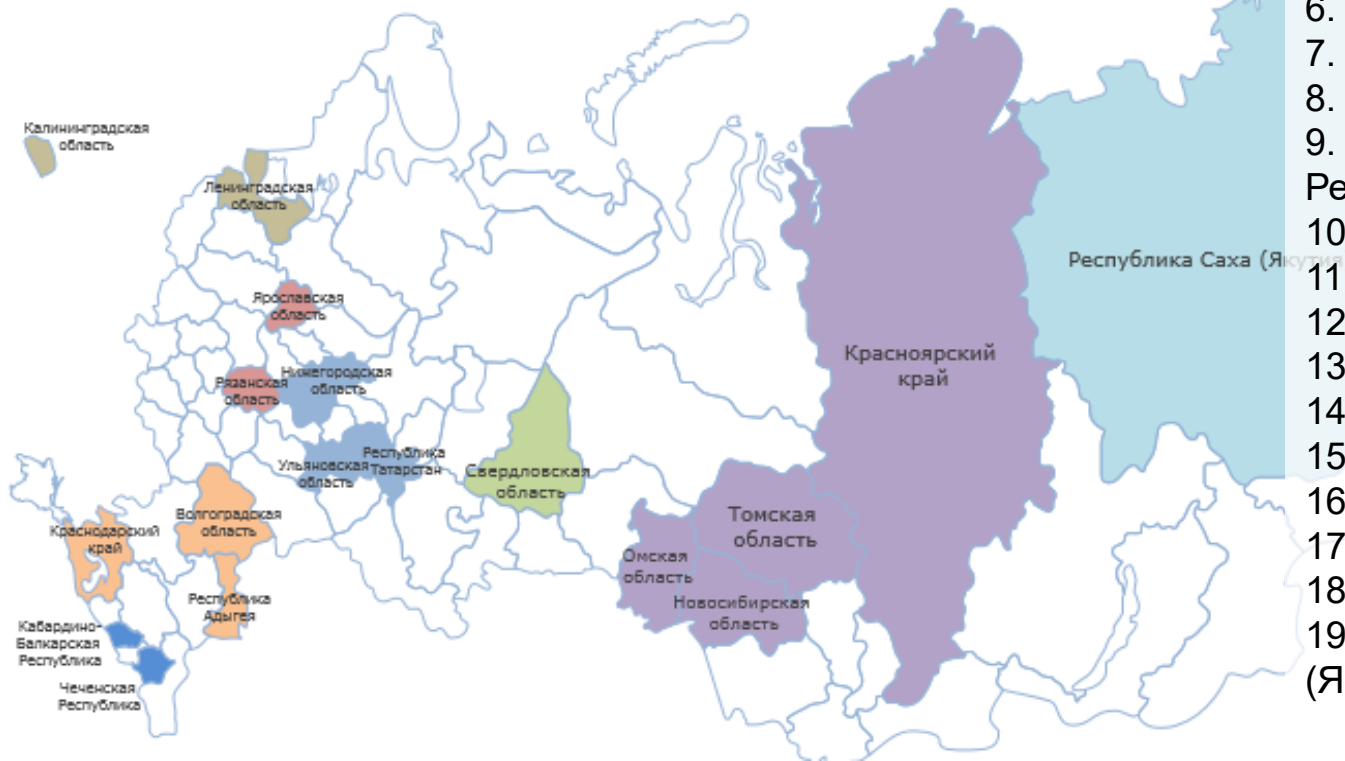 Калининградская
область
Ленинградская
область
Ярославская
область
Рязанская
область
Нижегородская
область
Ульяновская
область
Республика
Татарстан
Свердловская
область
Волгоградская
область
Краснодарский
край
Республика
Адыгея
Кабардино-
Балкарская
Республика
Чеченская
Республика
Омская
область
Томская
область
Новосибирская
область
Красноярский
край
Республика Саха (Якутия
6.
7.
8.
9.
Ре
10
11
12
13
14
15
16
17
18
19
(Я